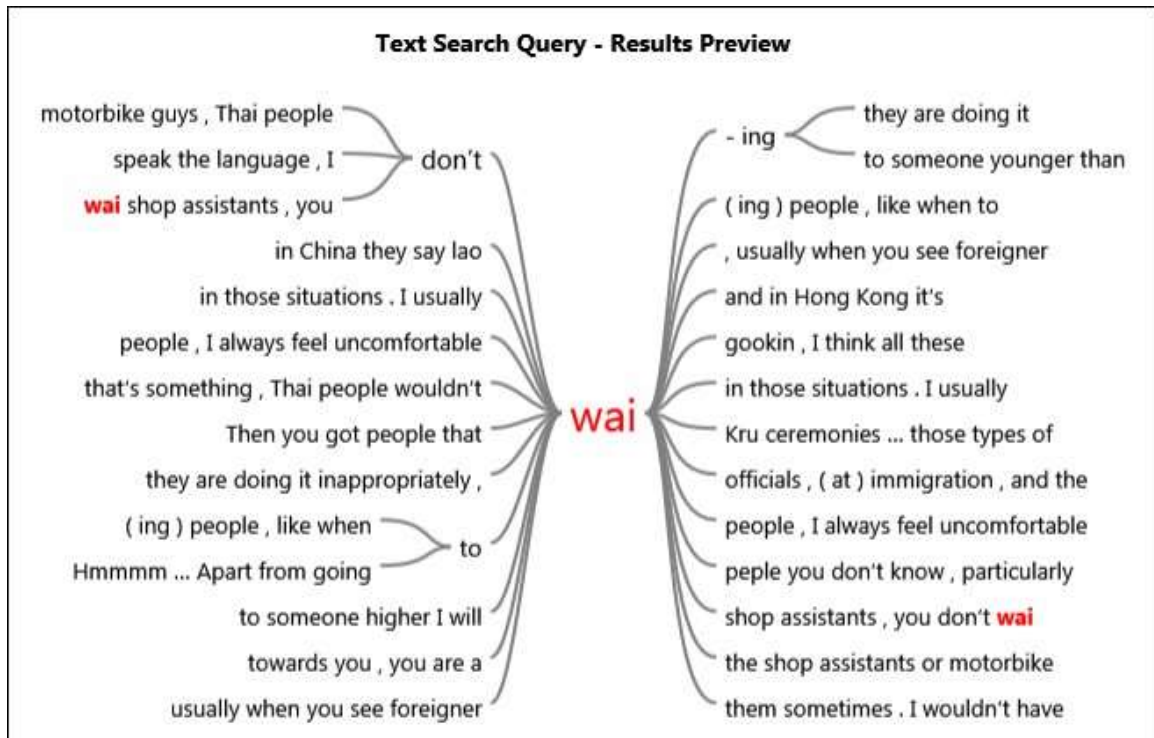 Text Search Query - Results Preview
motorbike guys , Thai people
speak the language , I
wai shop assistants , you
don't
in China they say lao
in those situations . I usually
people , I always feel uncomfortable
that's something , Thai people wouldn't
Then you got people that
they are doing it inappropriately ,
( ing ) people , like when
Hmmmm ... Apart from going
to
to someone higher I will
towards you , you are a
usually when you see foreigner
wai
- ing
they are doing it
to someone younger than
( ing ) people , like when to
, usually when you see foreigner
and in Hong Kong it's
gookin , I think all these
in those situations . I usually
Kru ceremonies ... those types of
officials , ( at ) immigration , and the
people , I always feel uncomfortable
peple you don't know , particularly
shop assistants , you don't wai
the shop assistants or motorbike
them sometimes . I wouldn't have